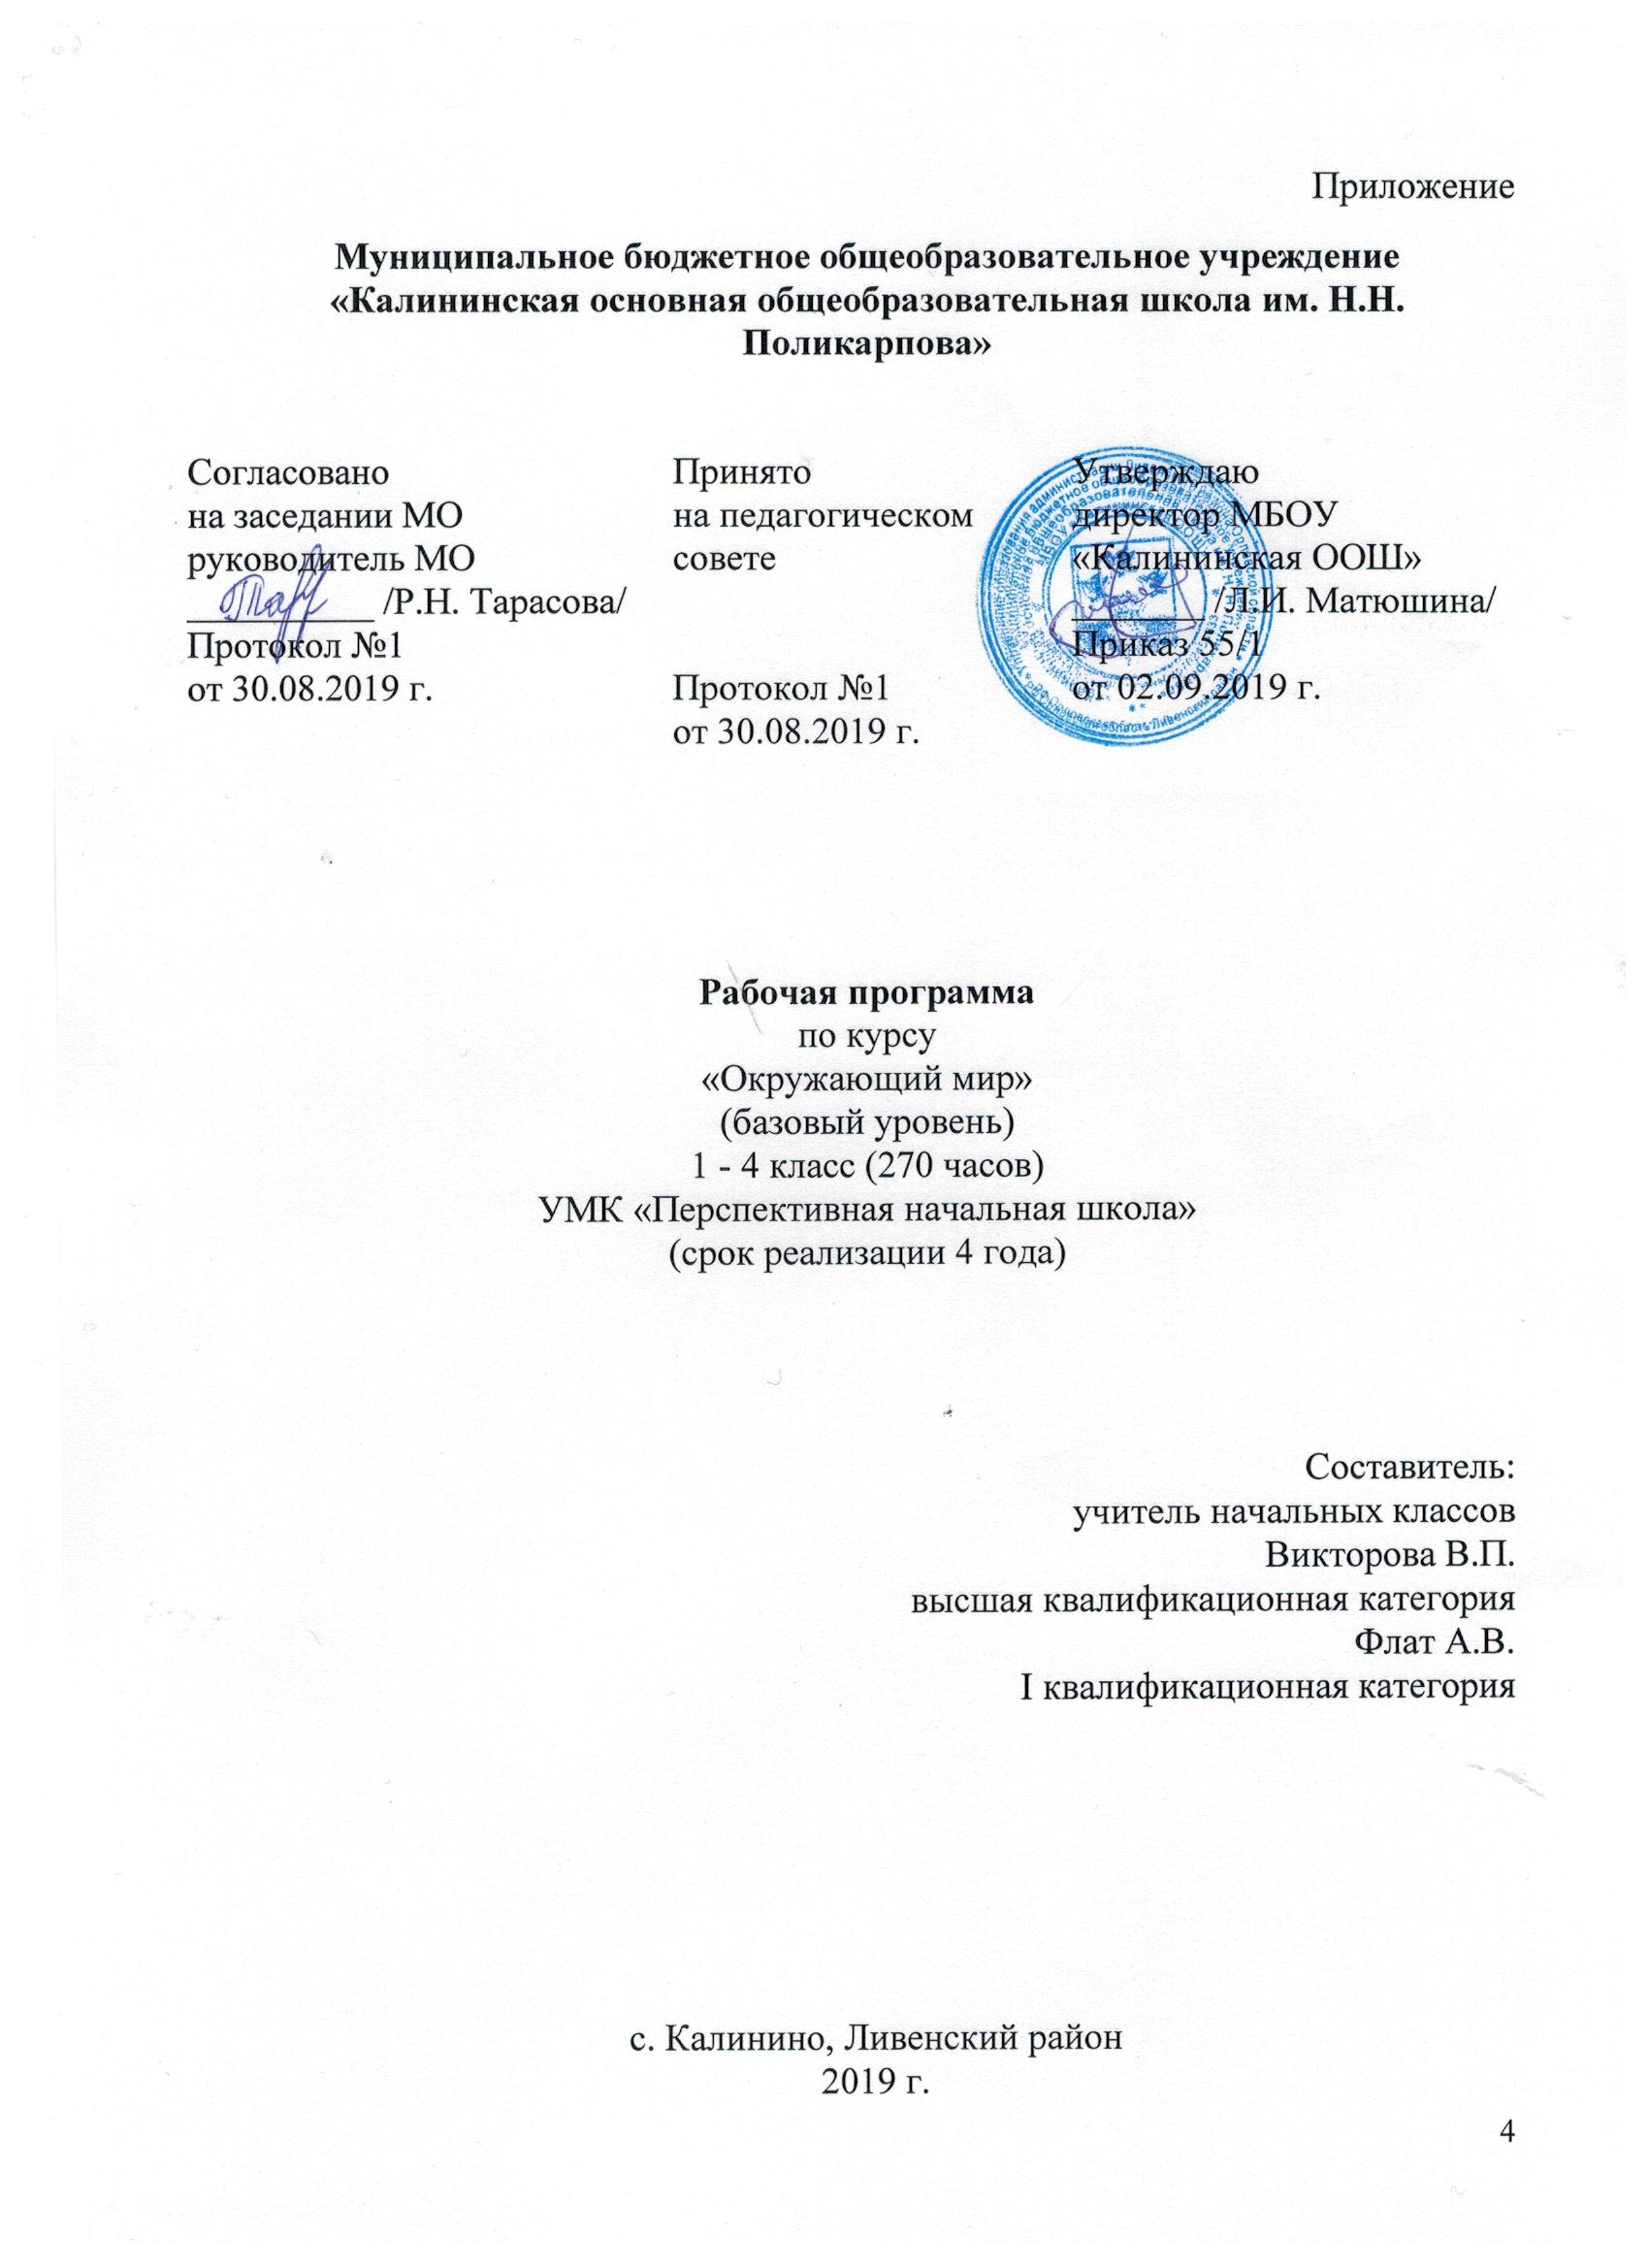 Приложение
Муниципальное бюджетное общеобразовательное учреждение
«Калининская основная общеобразовательная школа им. Н.Н.
Поликарпова»
Согласовано
на заседании МО
руководитель МО
____________ /Р.Н. Тарасова/
Протокол №1
от 30.08.2019 г.
Принято
на педагогическом
совете
Протокол №1
от 30.08.2019 г.
Утверждаю
директор МБОУ
«Калининская ООШ»
_________ /Л.И. Матюшина/
Приказ 55/1
от 02.09.2019 г.
Рабочая программа
по курсу
«Окружающий мир»
(базовый уровень)
1 - 4 класс (270 часов)
УМК «Перспективная начальная школа»
(срок реализации 4 года)
Составитель:
учитель начальных классов
Викторова В.П.
высшая квалификационная категория
Флат А.В.
I квалификационная категория
с. Калинино, Ливенский район
2019 г.
4